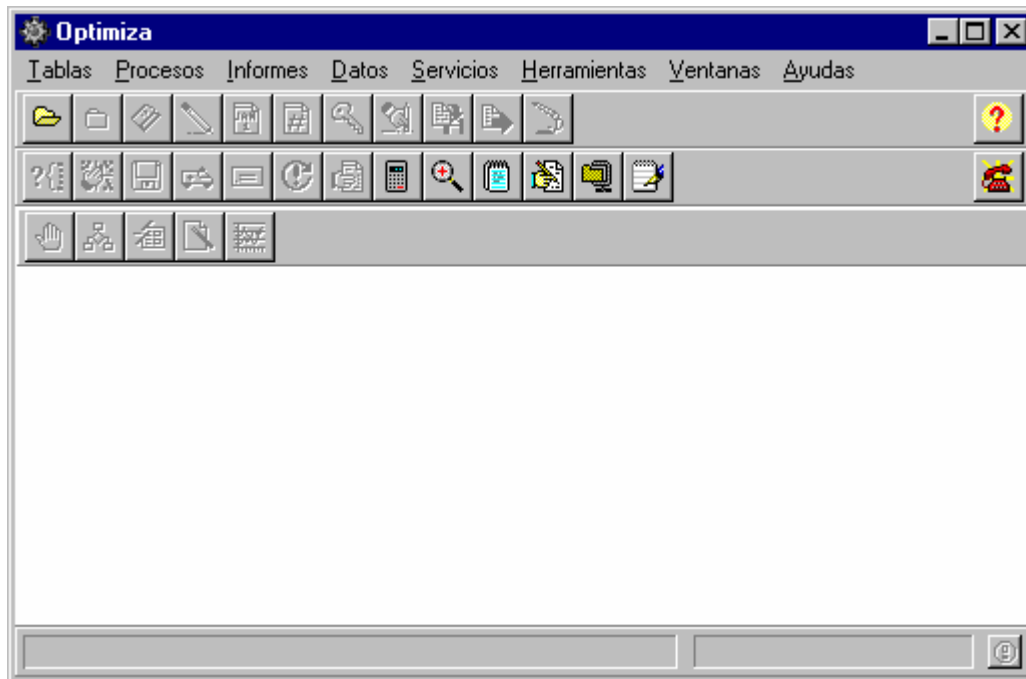 Optimiza
Tablas Procesos Informes Datos Servicios Herramientas Ventanas Ayudas